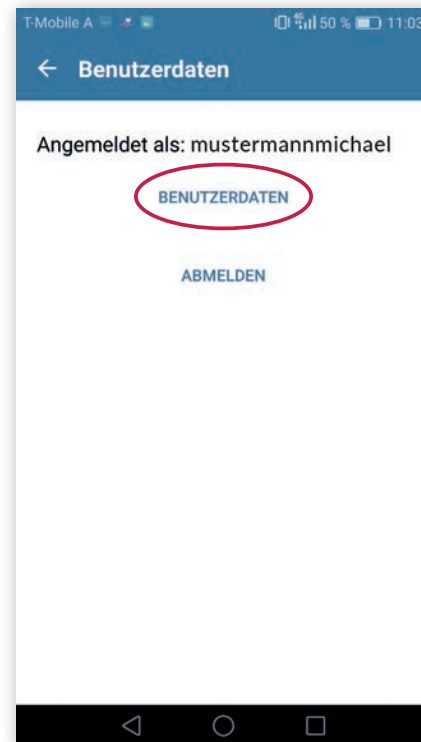 T-Mobile A 50 % 11:03
← Benutzerdaten
Angemeldet als: mustermannmichael
BENUTZERDATEN
ABMELDEN